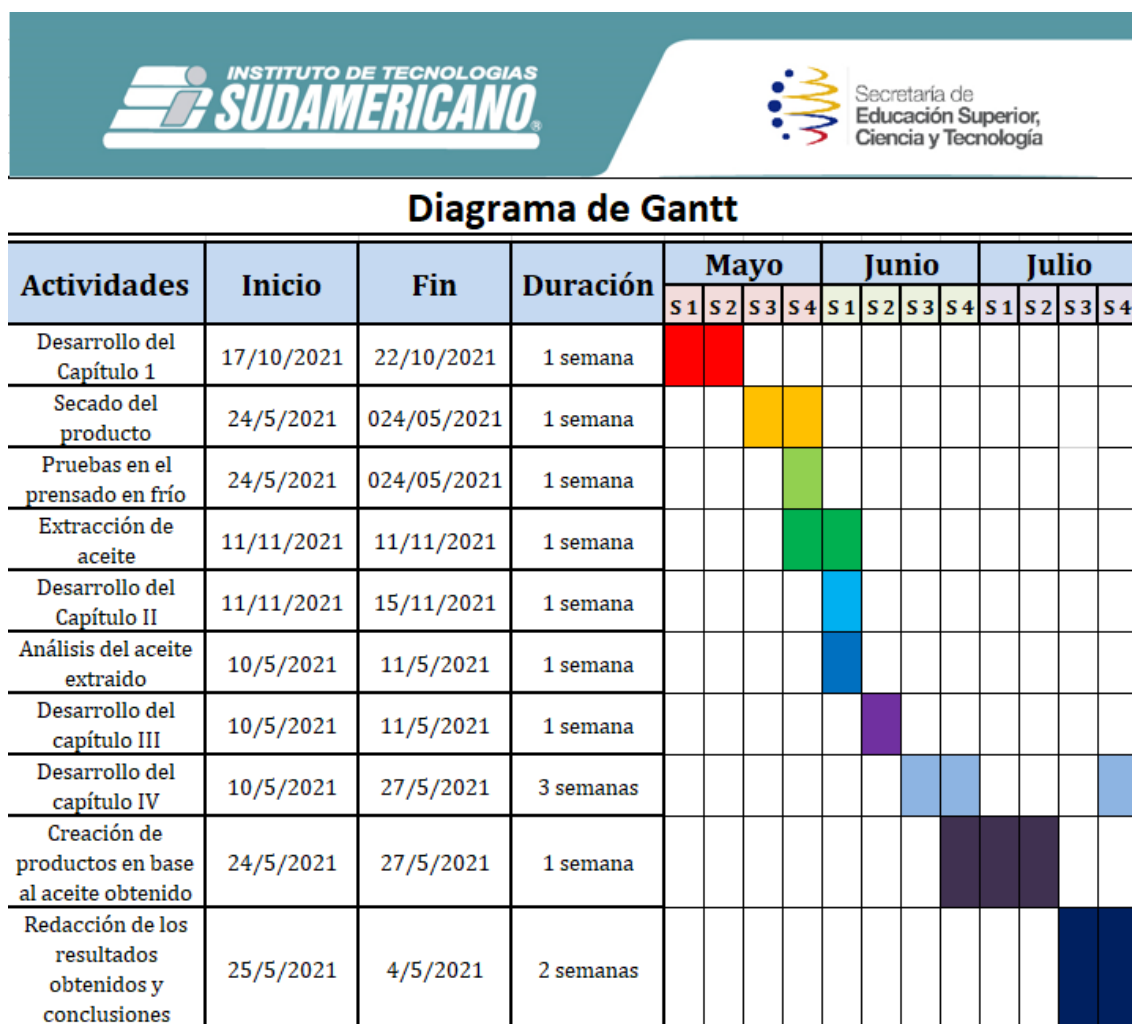 INSTITUTO DE TECNOLOGIAS
SUDAMERICANO®
Secretaría de
Educación Superior,
Ciencia y Tecnología
Diagrama de Gantt
Actividades Inicio Fin Duración Mayo Junio Julio
S 1 S 2 S 3 S 4 S 1 S 2 S 3 S 4 S 1 S 2 S 3 S 4
Desarrollo del
Capítulo 1
17/10/2021 22/10/2021 1 semana
Secado del
producto
24/5/2021 024/05/2021 1 semana
Pruebas en el
prensado en frío
24/5/2021 024/05/2021 1 semana
Extracción de
aceite
11/11/2021 11/11/2021 1 semana
Desarrollo del
Capítulo II
11/11/2021 15/11/2021 1 semana
Análisis del aceite
extraido
10/5/2021 11/5/2021 1 semana
Desarrollo del
capítulo III
10/5/2021 11/5/2021 1 semana
Desarrollo del
capítulo IV
10/5/2021 27/5/2021 3 semanas
Creación de
productos en base
al aceite obtenido
24/5/2021 27/5/2021 1 semana
Redacción de los
resultados
obtenidos y
conclusiones
25/5/2021 4/5/2021 2 semanas